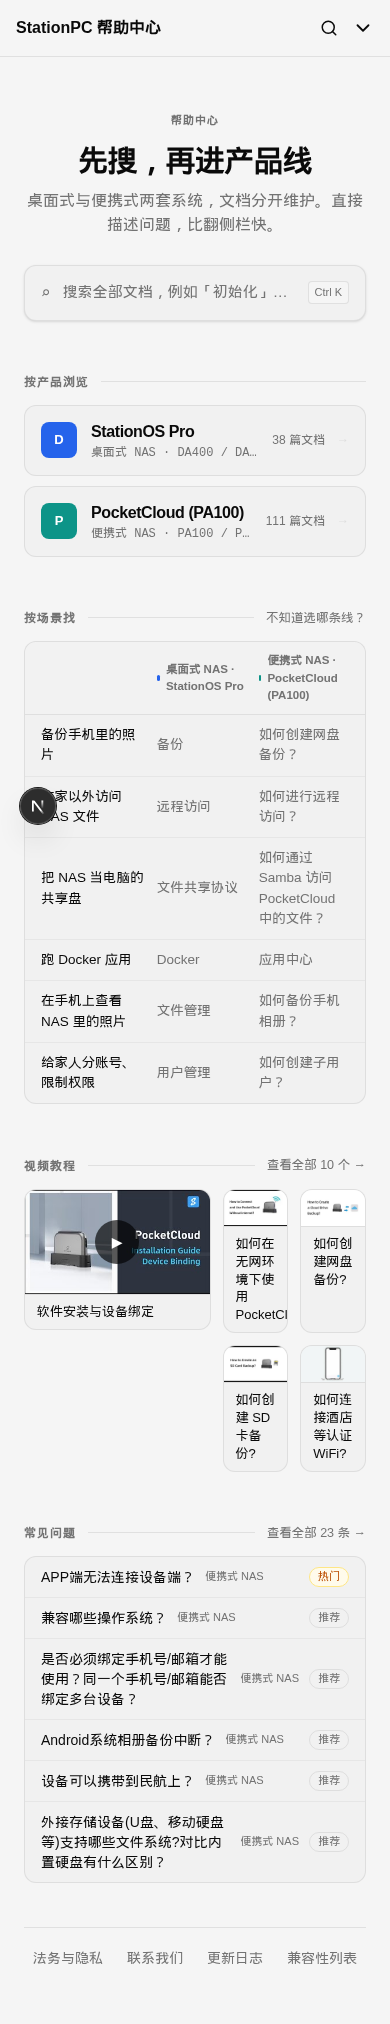 StationPC 帮助中心
帮助中心
先搜，再进产品线
桌面式与便携式两套系统，文档分开维护。直接
描述问题，比翻侧栏快。
搜索全部文档，例如「初始化」...
Ctrl K
按产品浏览
D
StationOS Pro
桌面式 NAS · DA400 / DA…
38 篇文档 →
P
PocketCloud (PA100)
便携式 NAS · PA100 / P…
111 篇文档 →
按场景找
不知道选哪条线？
桌面式 NAS ·
StationOS Pro
便携式 NAS ·
PocketCloud
(PA100)
备份手机里的照
片
备份
如何创建网盘
备份？
家以外访问
NAS 文件
远程访问
如何进行远程
访问？
把 NAS 当电脑的
共享盘
文件共享协议
如何通过
Samba 访问
PocketCloud
中的文件？
跑 Docker 应用
Docker
应用中心
在手机上查看
NAS 里的照片
文件管理
如何备份手机
相册？
给家人分账号、
限制权限
用户管理
如何创建子用
户？
N
视频教程
查看全部 10 个 →
PocketCloud
Installation Guide
Device Binding
软件安装与设备绑定
如何在
无网环
境下使
用
PocketCl
如何创
建网盘
备份?
如何创
建 SD
卡备
份?
如何连
接酒店
等认证
WiFi?
常见问题
查看全部 23 条 →
APP端无法连接设备端？ 便携式 NAS 热门
兼容哪些操作系统？ 便携式 NAS 推荐
是否必须绑定手机号/邮箱才能
使用？同一个手机号/邮箱能否
绑定多台设备？
便携式 NAS 推荐
Android系统相册备份中断？ 便携式 NAS 推荐
设备可以携带到民航上？ 便携式 NAS 推荐
外接存储设备(U盘、移动硬盘
等)支持哪些文件系统?对比内
置硬盘有什么区别？
便携式 NAS 推荐
法务与隐私 联系我们 更新日志 兼容性列表